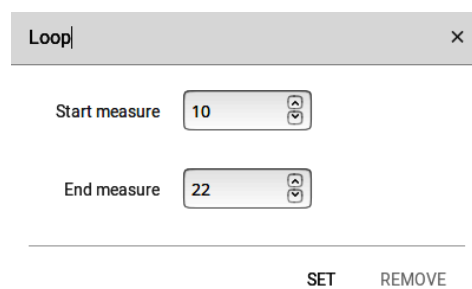 Loop
Start measure 10
End measure 22
SET REMOVE